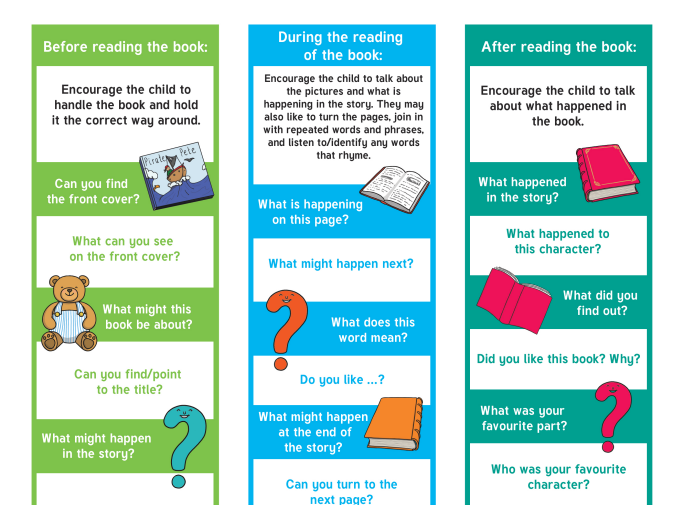 Before reading the book:
Encourage the child to
handle the book and hold
it the correct way around.
Pirate Pete
Can you find
the front cover?
What can you see
on the front cover?
What might this
book be about?
Can you find/point
to the title?
What might happen
in the story?
During the reading
of the book:
Encourage the child to talk about
the pictures and what is
happening in the story. They may
also like to turn the pages, join in
with repeated words and phrases,
and listen to/identify any words
that rhyme.
What is happening
on this page?
What might happen next?
What does this
word mean?
Do you like ...?
What might happen
at the end of
the story?
Can you turn to the
next page?
After reading the book:
Encourage the child to talk
about what happened in
the book.
What happened
in the story?
What happened to
this character?
What did you
find out?
Did you like this book? Why?
What was your
favourite part?
Who was your favourite
character?